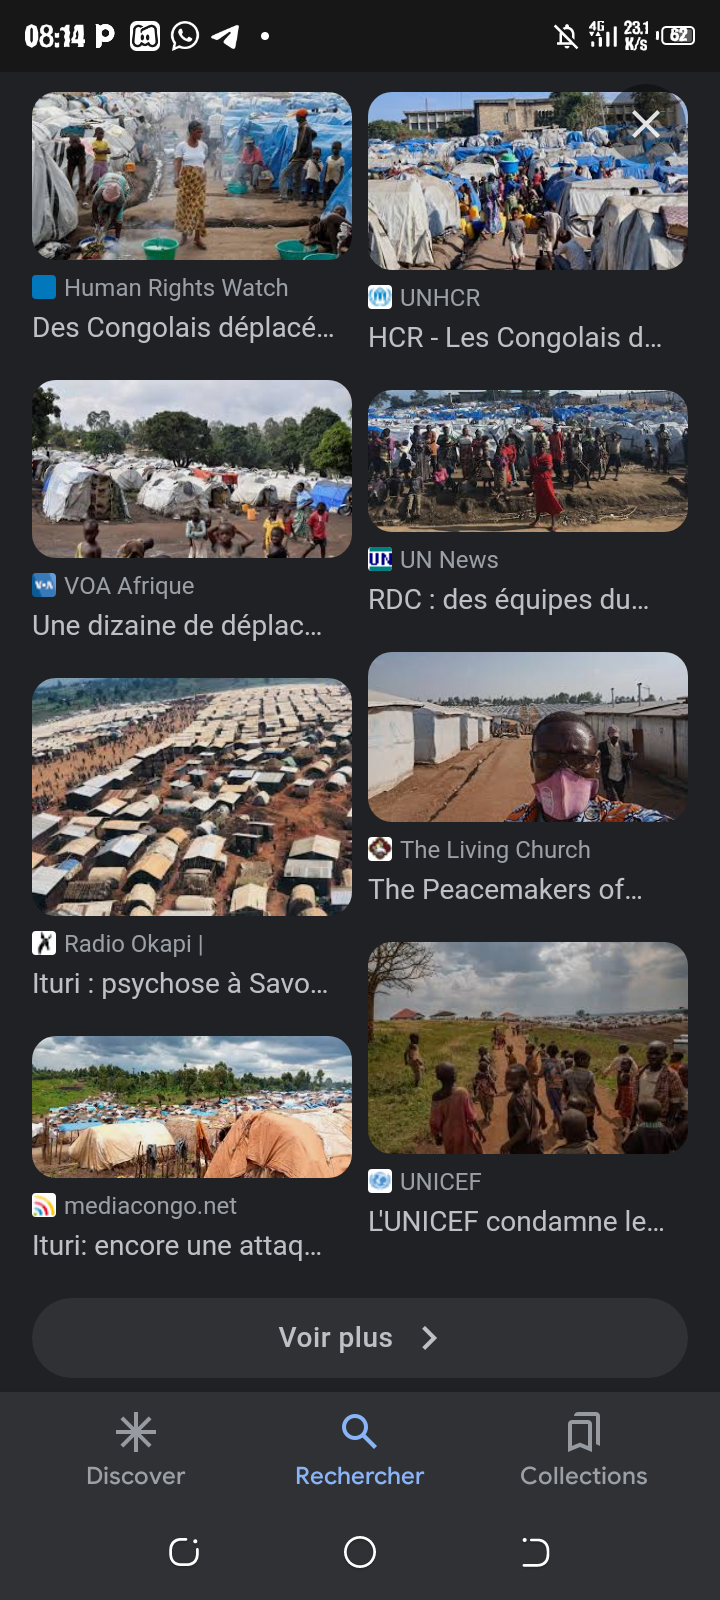 08:14
4G
23.1
K/s
62
Human Rights Watch
Des Congolais déplacé...
UNHCR
HCR - Les Congolais d...
VOA
VOA Afrique
Une dizaine de déplac...
UN
UN News
RDC : des équipes du...
Radio Okapi |
Ituri : psychose à Savo...
The Living Church
The Peacemakers of...
mediacongo.net
Ituri: encore une attaq...
UNICEF
L'UNICEF condamne le...
Voir plus
Discover
Rechercher
Collections